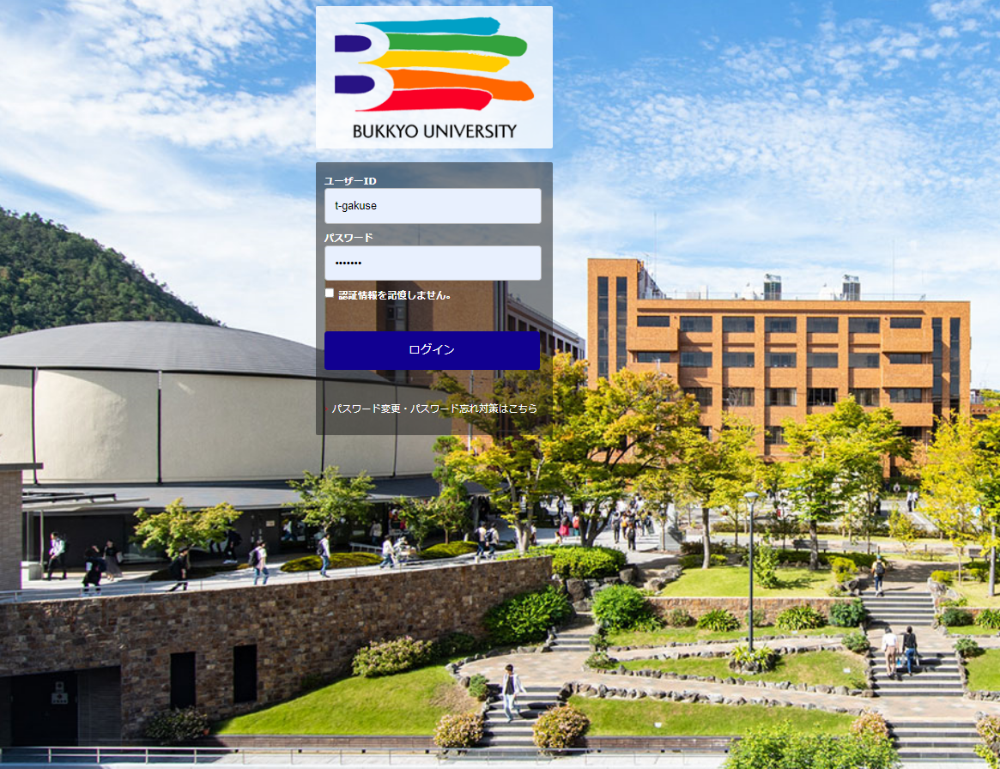 BUKKYO UNIVERSITY
ユーザーID
t-gakuse
パスワード
•••••••
認証情報を記憶しません。
ログイン
パスワード変更・パスワード忘れ対策はこちら